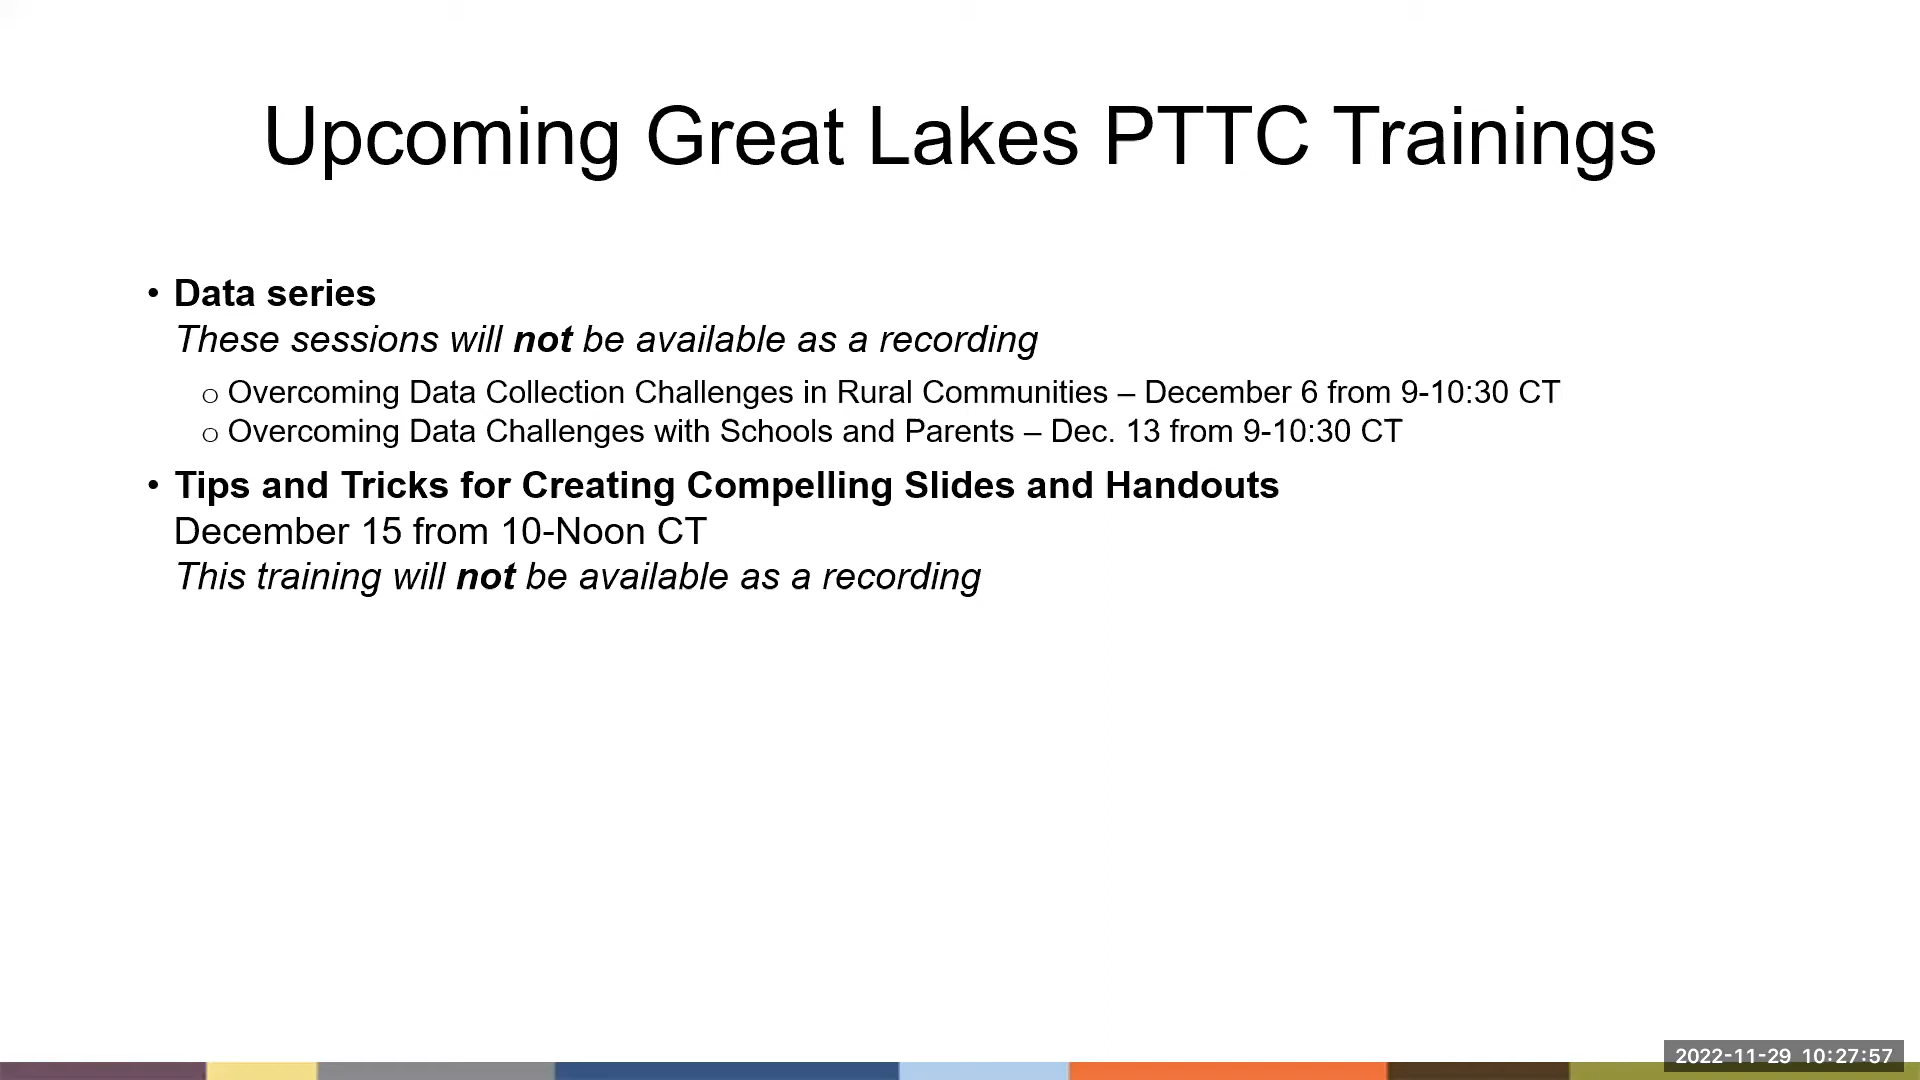 Upcoming Great Lakes PTTC Trainings
• Data series
These sessions will not be available as a recording
o Overcoming Data Collection Challenges in Rural Communities – December 6 from 9-10:30 CT
o Overcoming Data Challenges with Schools and Parents – Dec. 13 from 9-10:30 CT
• Tips and Tricks for Creating Compelling Slides and Handouts
December 15 from 10-Noon CT
This training will not be available as a recording
2022-11-29 10:27:57